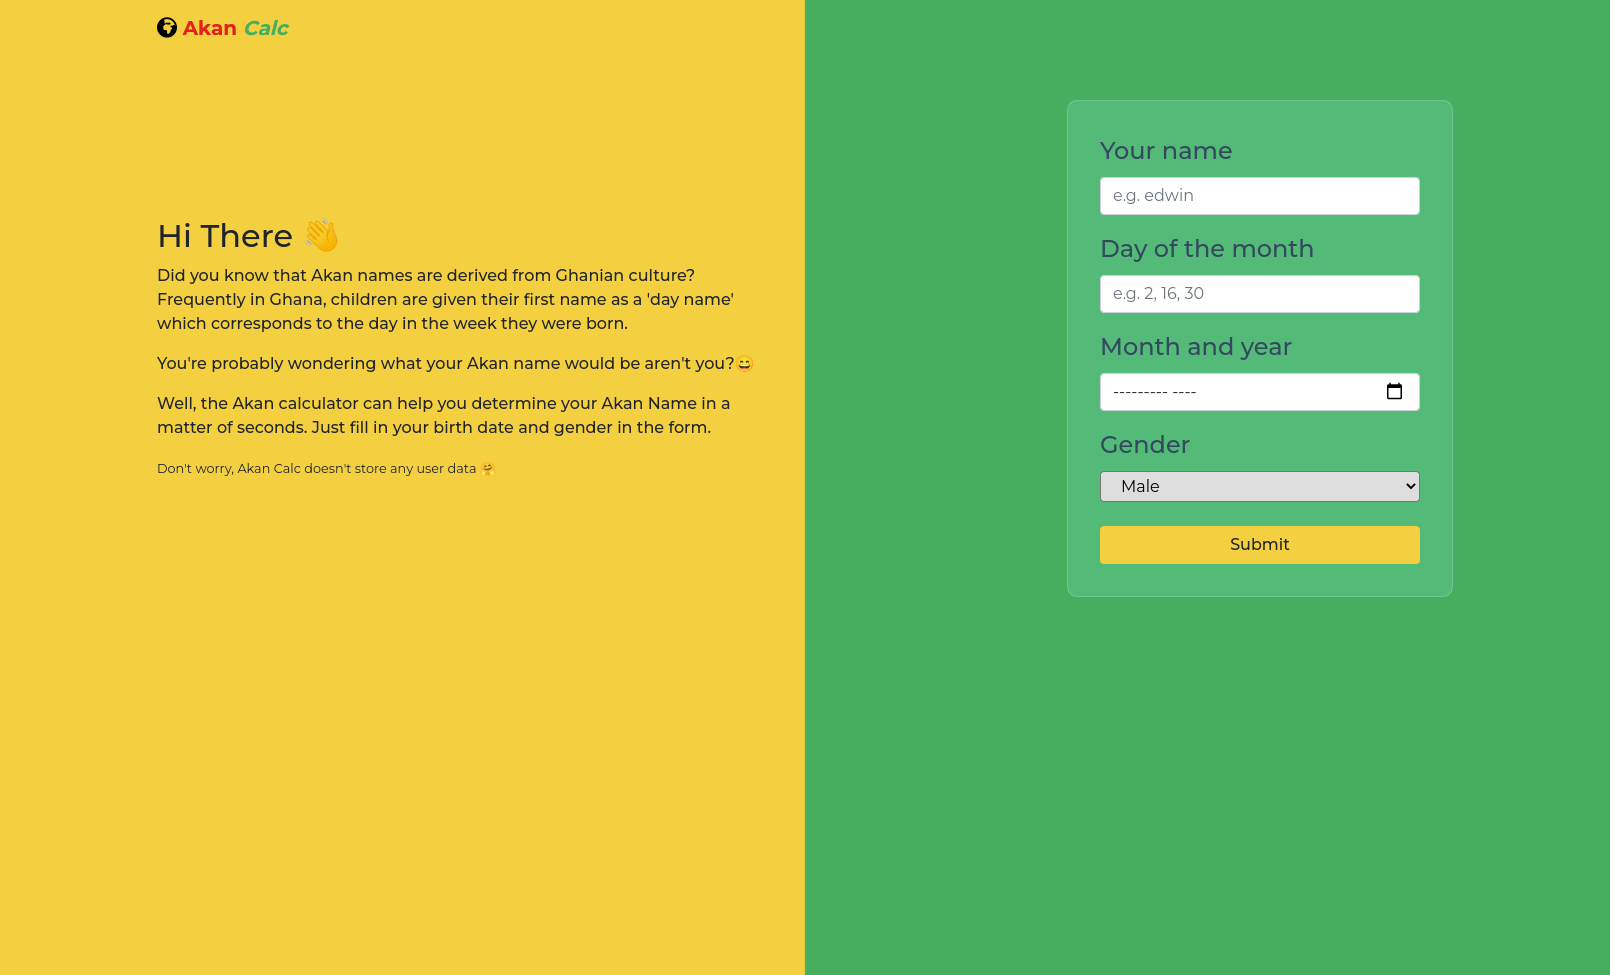 Akan Calc
Hi There 👋
Did you know that Akan names are derived from Ghanian culture?
Frequently in Ghana, children are given their first name as a 'day name'
which corresponds to the day in the week they were born.
You're probably wondering what your Akan name would be aren't you?😄
Well, the Akan calculator can help you determine your Akan Name in a
matter of seconds. Just fill in your birth date and gender in the form.
Don't worry, Akan Calc doesn't store any user data 🤗
Your name
e.g. edwin
Day of the month
e.g. 2, 16, 30
Month and year
--------- ----
Gender
Male
Submit